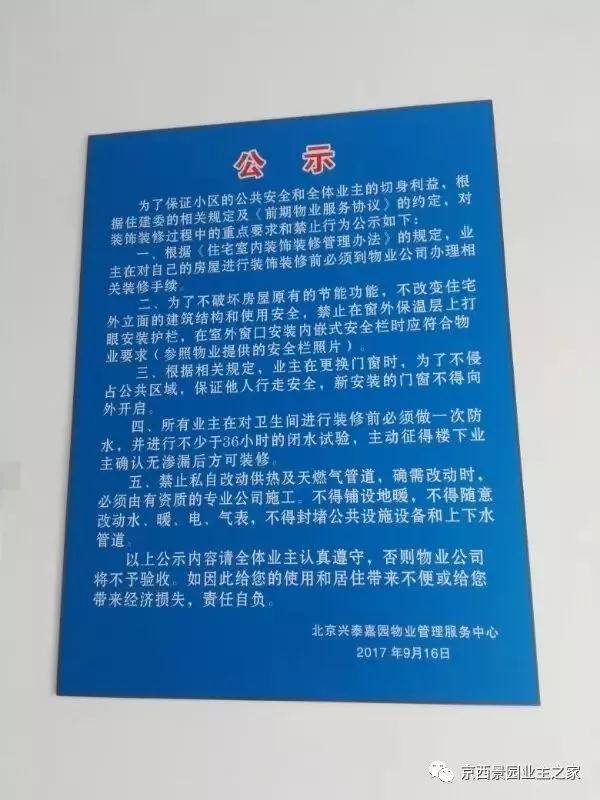 公示
为了保证小区的公共安全和全体业主的切身利益，根
据住建委的相关规定及《前期物业服务协议》的约定，对
装饰装修过程中的重点要求和禁止行为公示如下：
一、根据《住宅室内装饰装修管理办法》的规定，业
主在对自己的房屋进行装饰装修前必须到物业公司办理相
关装修手续。
二、为了不破坏房屋原有的节能功能，不改变住宅
外立面的建筑结构和使用安全，禁止在窗外保温层上打
眼安装护栏，在室外窗口安装内嵌式安全栏时应符合物
业要求（参照物业提供的安全栏照片）。
三、根据相关规定，业主在更换门窗时，为了不侵
占公共区域，保证他人行走安全，新安装的门窗不得向
外开启。
四、所有业主在对卫生间进行装修前必须做一次防
水，并进行不少于36小时的闭水试验，主动征得楼下业
主确认无渗漏后方可装修。
五、禁止私自改动供热及天燃气管道，确需改动时，
必须由有资质的专业公司施工。不得铺设地暖，不得随意
改动水、暖、电、气表，不得封堵公共设施设备和上下水
管道。
以上公示内容请全体业主认真遵守，否则物业公司
将不予验收。如因此给您的使用和居住带来不便或给您
带来经济损失，责任自负。
北京兴泰嘉园物业管理服务中心
2017年9月16日
京西景园业主之家